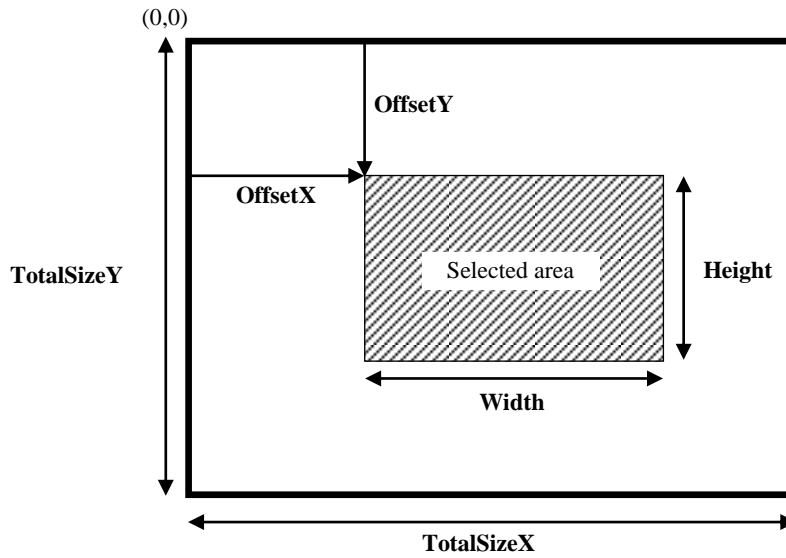 (0,0)
OffsetY
OffsetX
Selected area
Height
TotalSizeY
Width
TotalSizeX